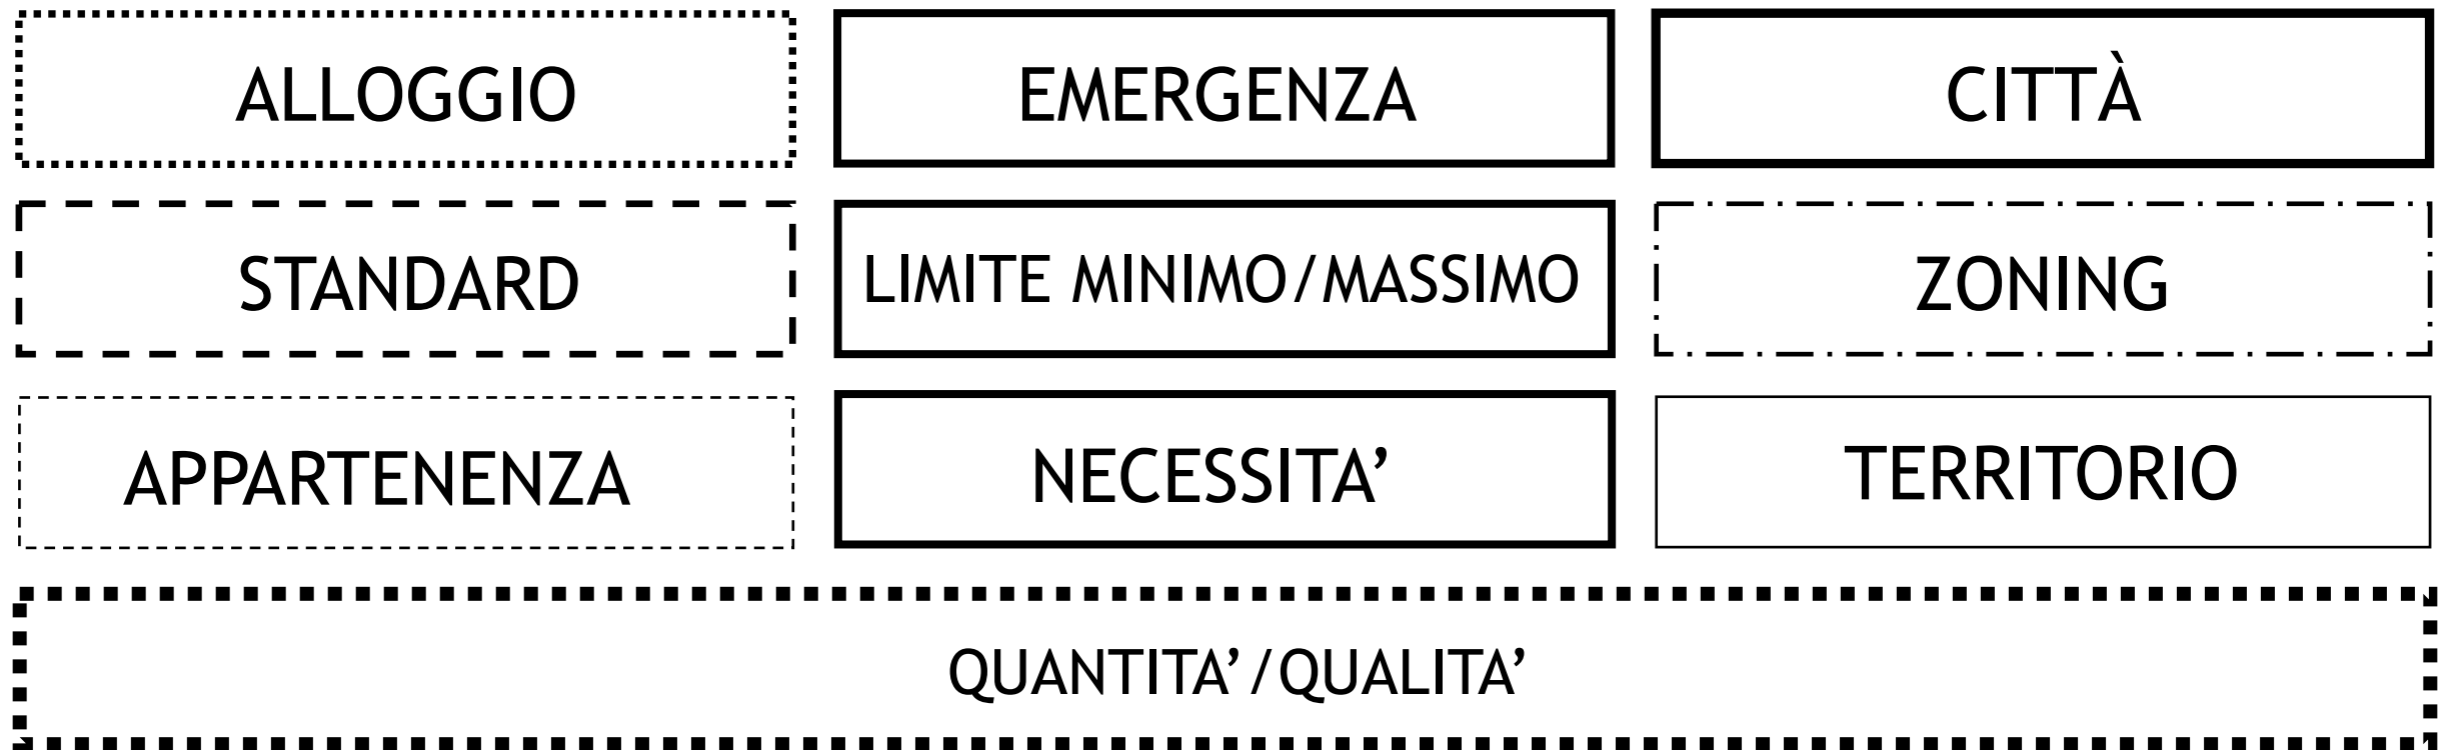 ALLOGGIO
EMERGENZA
CITTÀ
STANDARD
LIMITE MINIMO/MASSIMO
ZONING
APPARTENENZA
NECESSITA’
TERRITORIO
QUANTITA’/QUALITA’